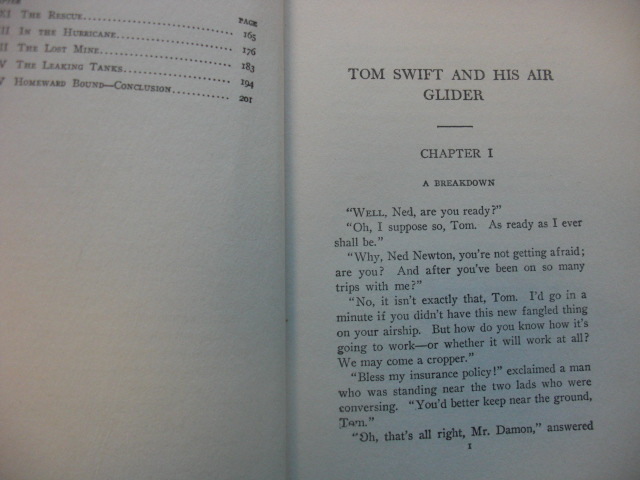 PAGE
XI The Rescue 165
II In the Hurricane 176
II The Lost Mine 183
V The Leaking Tanks 194
V Homeward Bound—Conclusion 201
TOM SWIFT AND HIS AIR
GLIDER
CHAPTER I
A BREAKDOWN
"Well, Ned, are you ready?"
"Oh, I suppose so, Tom. As ready as I ever
shall be."
"Why, Ned Newton, you're not getting afraid;
are you? And after you've been on so many
trips with me?"
"No, it isn't exactly that, Tom. I'd go in a
minute if you didn't have this new fangled thing
on your airship. But how do you know how it's
going to work—or whether it will work at all?
We may come a cropper."
"Bless my insurance policy!" exclaimed a man
who was standing near the two lads who were
conversing. "You'd better keep near the ground,
Tom."
"Oh, that's all right, Mr. Damon," answered
1